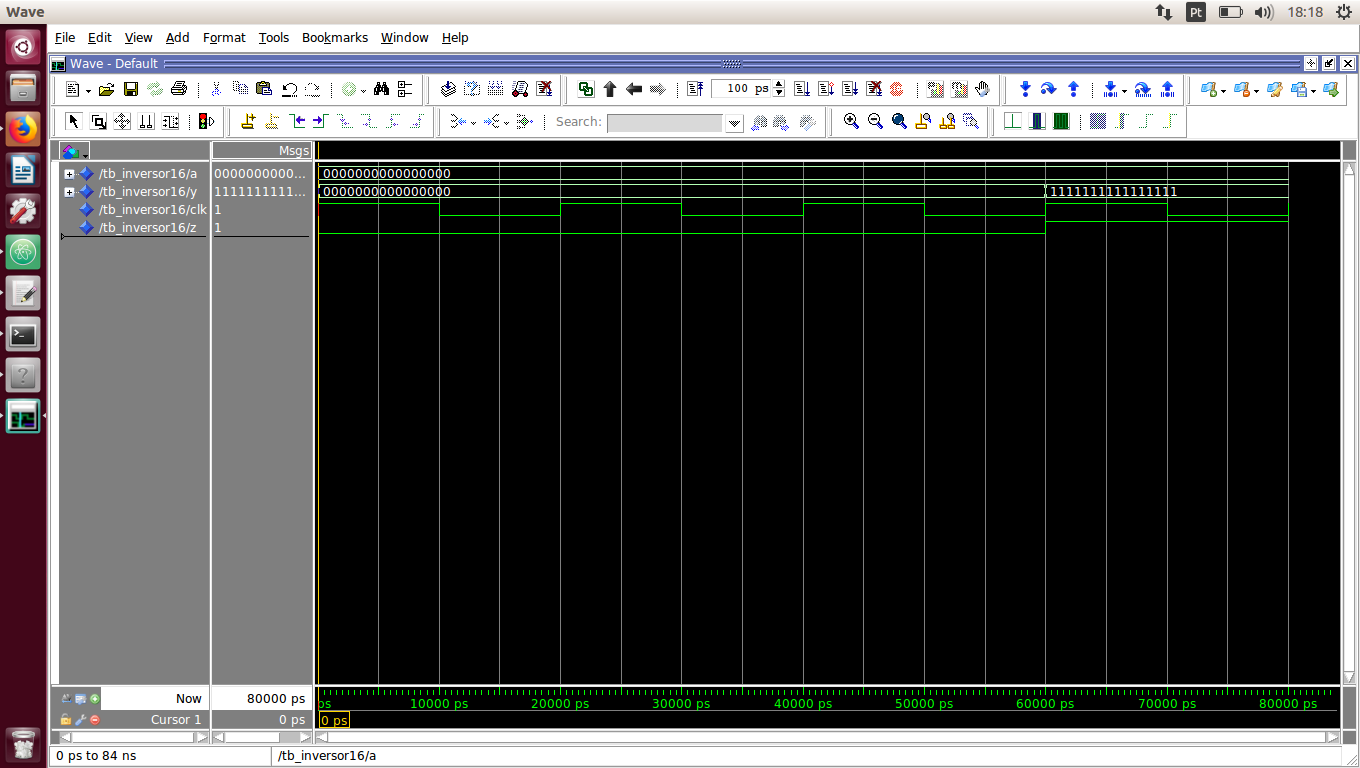 Wave
Pt
18:18
File Edit View Add Format Tools Bookmarks Window Help
Wave - Default
100 ps
Search:
Msgs
/tb_inversor16/a 0000000000... 0000000000000000
/tb_inversor16/y 1111111111... 0000000000000000 1111111111111111
/tb_inversor16/clk 1
/tb_inversor16/z 1
Now 80000 ps ps 10000 ps 20000 ps 30000 ps 40000 ps 50000 ps 60000 ps 70000 ps 80000 ps
Cursor 1 0 ps 0 ps
0 ps to 84 ns /tb_inversor16/a